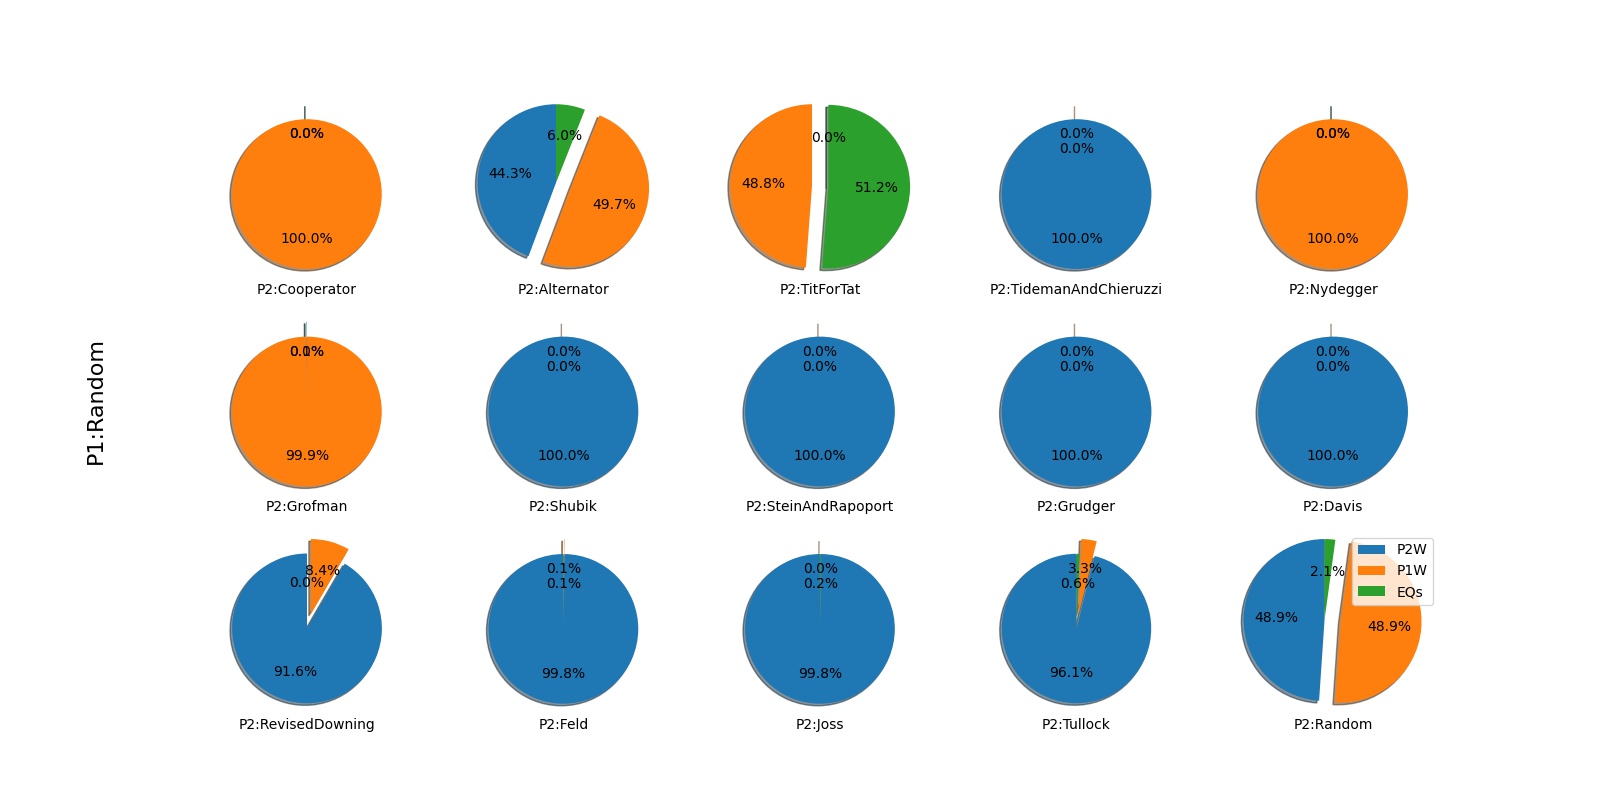 0.0%
0.0%
100.0%
P2:Cooperator
6.0%
44.3%
49.7%
P2:Alternator
0.0%
48.8%
51.2%
P2:TitForTat
0.0%
0.0%
100.0%
P2:TidemanAndChieruzzi
0.0%
0.0%
100.0%
P2:Nydegger
P1:Random
0.0%
0.1%
99.9%
P2:Grofman
0.0%
0.0%
100.0%
P2:Shubik
0.0%
0.0%
100.0%
P2:SteinAndRapoport
0.0%
0.0%
100.0%
P2:Grudger
0.0%
0.0%
100.0%
P2:Davis
8.4%
0.0%
91.6%
P2:RevisedDowning
0.1%
0.1%
99.8%
P2:Feld
0.0%
0.2%
99.8%
P2:Joss
3.3%
0.6%
96.1%
P2:Tullock
2.1%
48.9%
48.9%
P2:Random
P2W
P1W
EQs